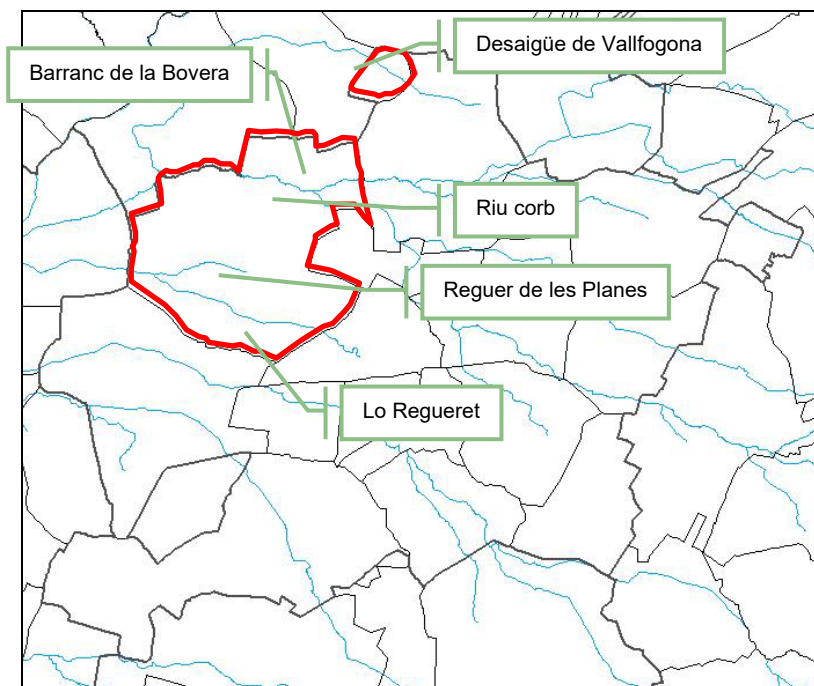 Desaigüe de Vallfogona
Barranc de la Bovera
Riu corb
Reguer de les Planes
Lo Regueret